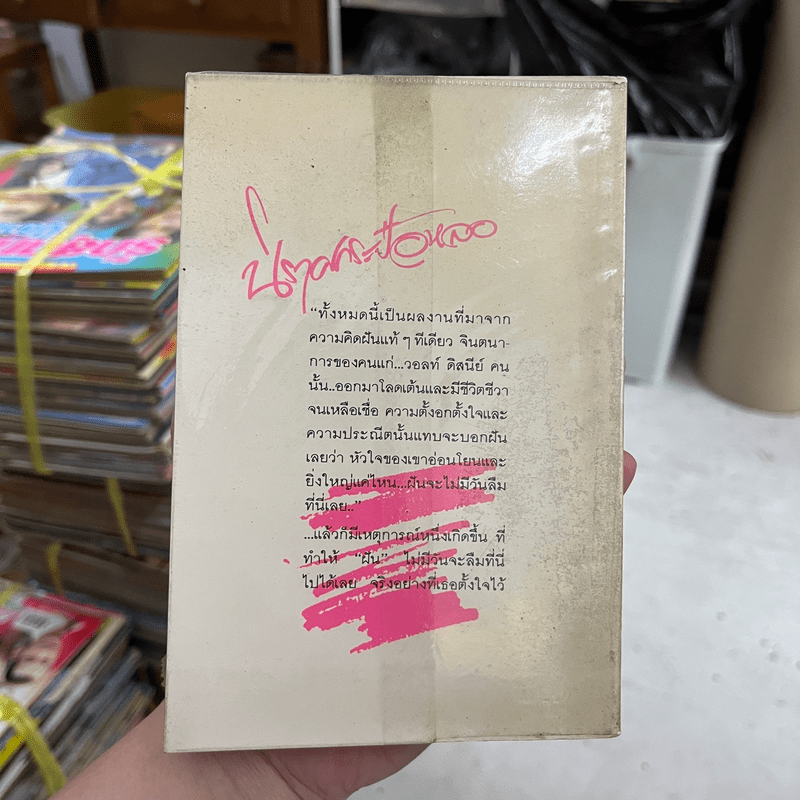 ปีกดกระเป๋าหลอ
“ทั้งหมดนี้เป็นผลงานที่มาจาก
ความคิดฝันแท้ ๆ ทีเดียว จินตนา-
การของคนแก่...วอลท์ ดิสนีย์ คน
นั้น..ออกมาโลดเต้นและมีชีวิตชีวา
จนเหลือเชื่อ ความตั้งอกตั้งใจและ
ความประณีตนั้นแทบจะบอกฝัน
เลยว่า หัวใจของเขาอ่อนโยนและ
ยิ่งใหญ่แค่ไหน...ฝันจะไม่มีวันลืม
ที่นี่เลย..”
...แล้วก็มีเหตุการณ์หนึ่งเกิดขึ้น ที่
ทำให้ “ฝัน” ไม่มีวันจะลืมที่นี่
ไปได้เลย จริงอย่างที่เธอตั้งใจไว้